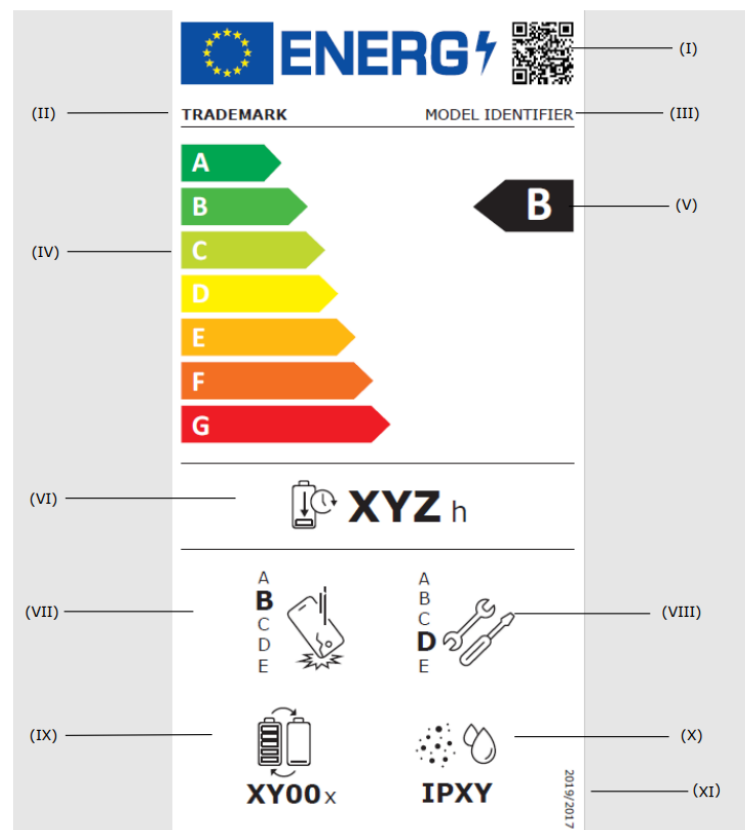 ENERG
(I)
(II)
TRADEMARK
MODEL IDENTIFIER
(III)
A
B
B
(V)
(IV)
C
D
E
F
G
(VI)
XYZ h
(VII)
A
B
C
D
E
A
B
C
D
E
(VIII)
(IX)
(X)
XY00x
IPXY
2019/2017
(XI)